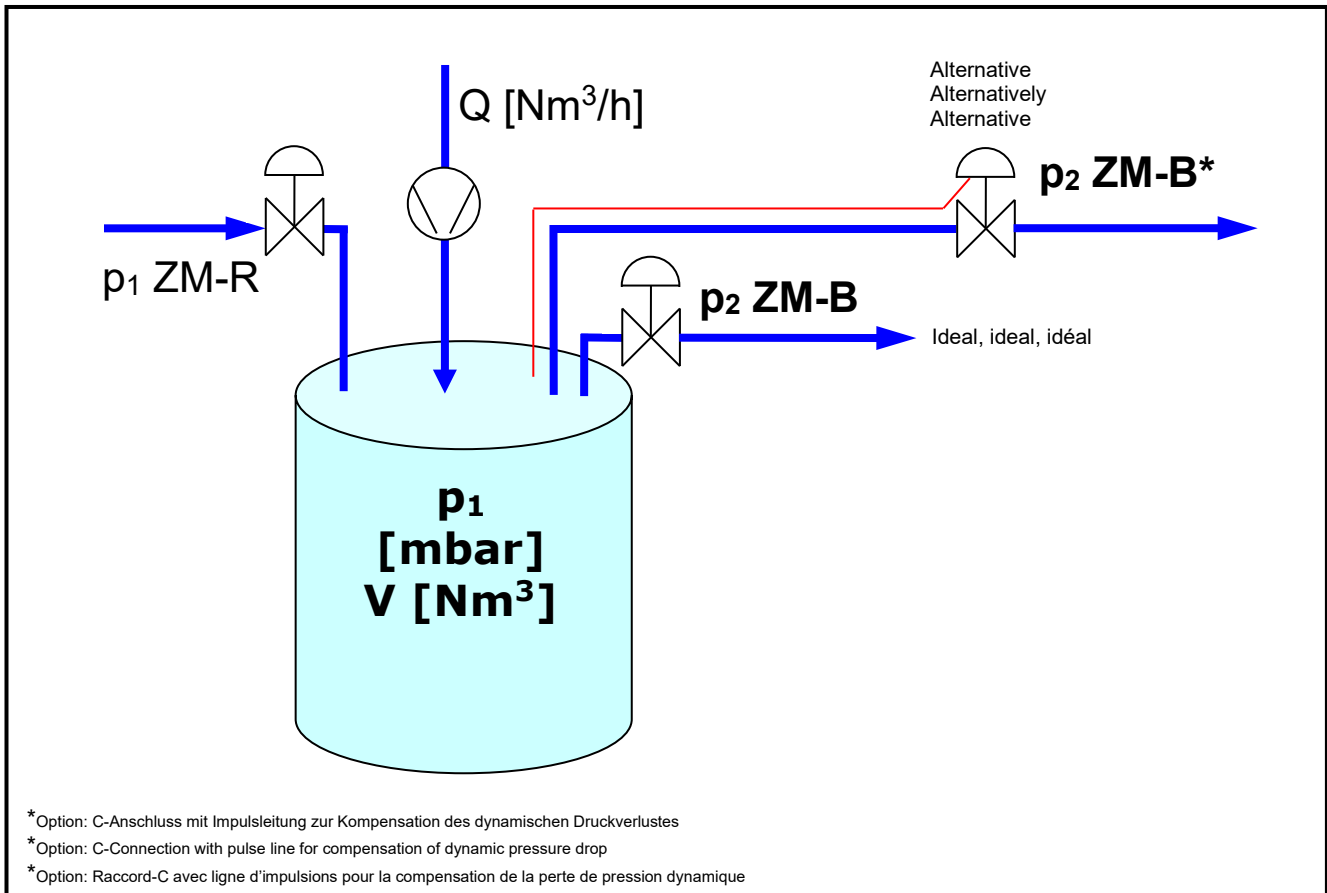 Alternative
Alternatively
Alternative
Q [Nm³/h]
p₂ ZM-B*
p₁ ZM-R
p₂ ZM-B
Ideal, ideal, idéal
p₁
[mbar]
V [Nm³]
*Option: C-Anschluss mit Impulsleitung zur Kompensation des dynamischen Druckverlustes
*Option: C-Connection with pulse line for compensation of dynamic pressure drop
*Option: Raccord-C avec ligne d'impulsions pour la compensation de la perte de pression dynamique